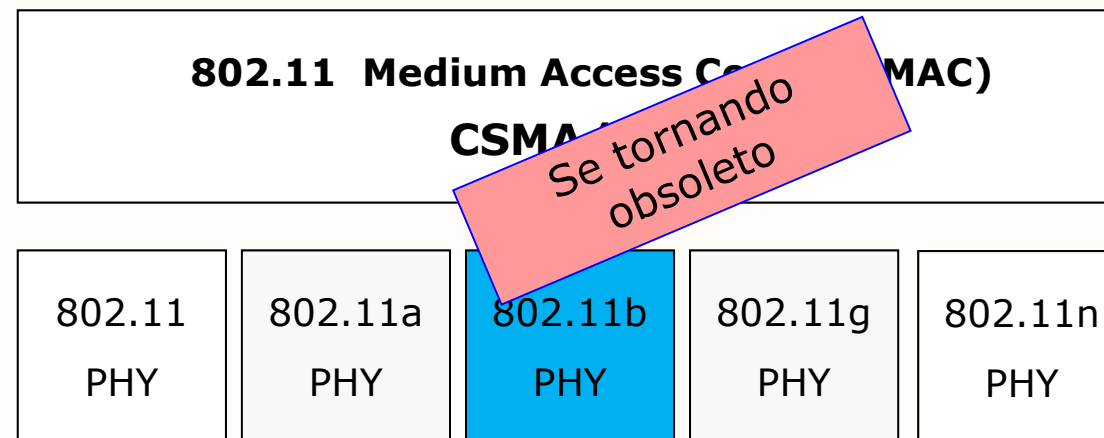 802.11 Medium Access MAC)
CSMA
Se tornando
obsoleto
802.11
PHY
802.11a
PHY
802.11b
PHY
802.11g
PHY
802.11n
PHY